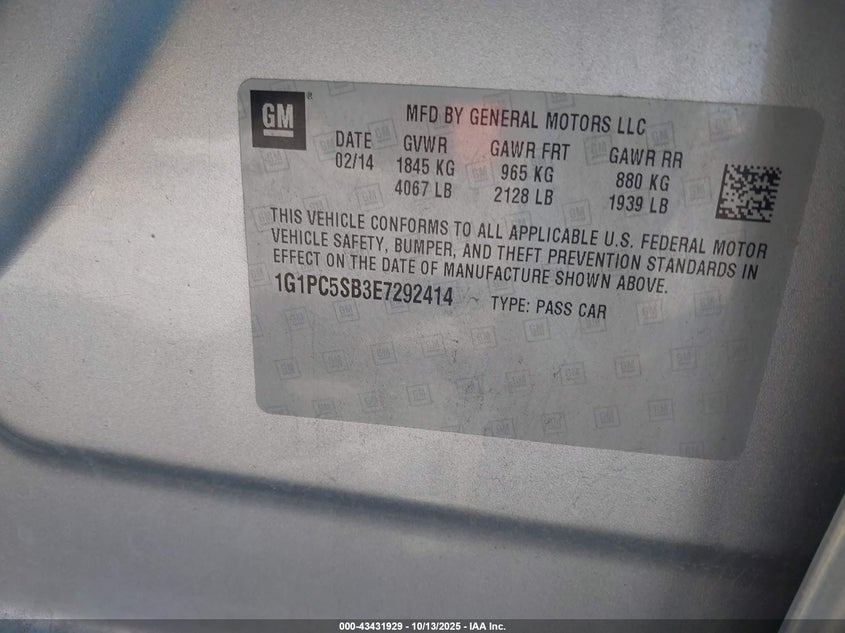 GM
MFD BY GENERAL MOTORS LLC
DATE GVWR GAWR FRT GAWR RR
02/14 1845 KG 965 KG 880 KG
4067 LB 2128 LB 1939 LB
THIS VEHICLE CONFORMS TO ALL APPLICABLE U.S. FEDERAL MOTOR
VEHICLE SAFETY, BUMPER, AND THEFT PREVENTION STANDARDS IN
EFFECT ON THE DATE OF MANUFACTURE SHOWN ABOVE.
1G1PC5SB3E7292414 TYPE: PASS CAR
000-43431929 - 10/13/2025 - IAA Inc.